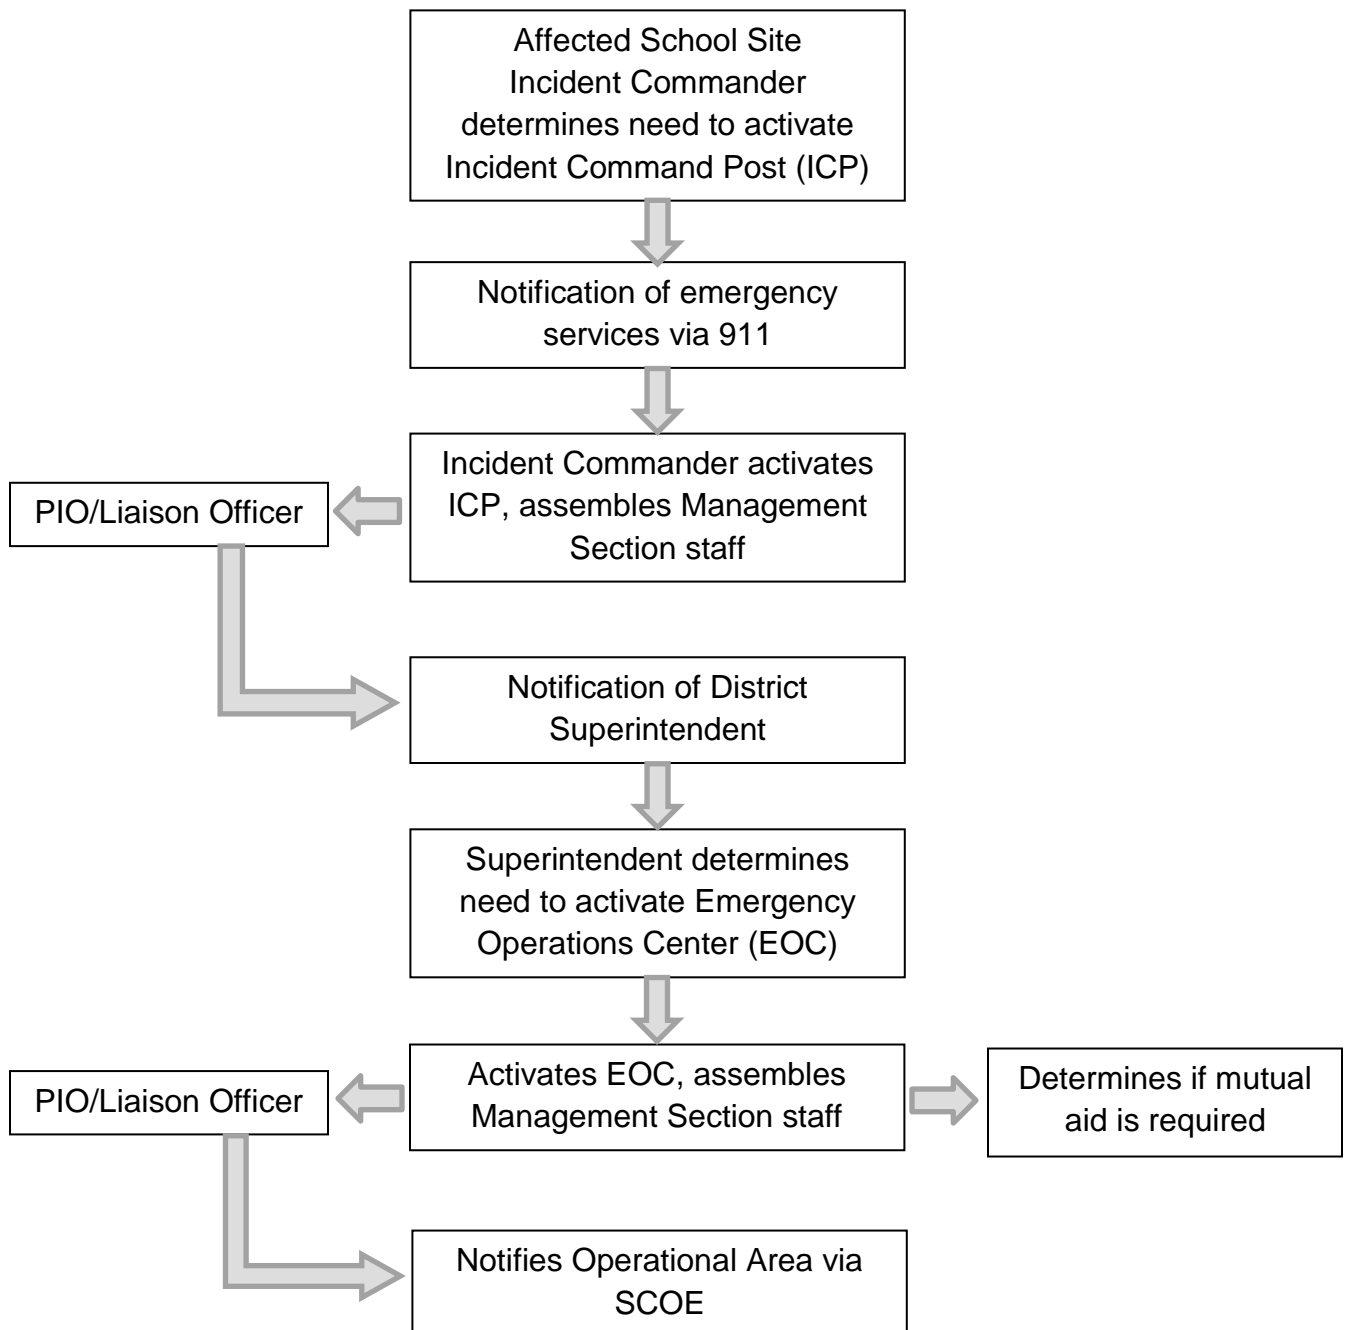 Affected School Site
Incident Commander
determines need to activate
Incident Command Post (ICP)
Notification of emergency
services via 911
Incident Commander activates
ICP, assembles Management
Section staff
PIO/Liaison Officer
Notification of District
Superintendent
Superintendent determines
need to activate Emergency
Operations Center (EOC)
Activates EOC, assembles
Management Section staff
PIO/Liaison Officer
Determines if mutual
aid is required
Notifies Operational Area via
SCOE